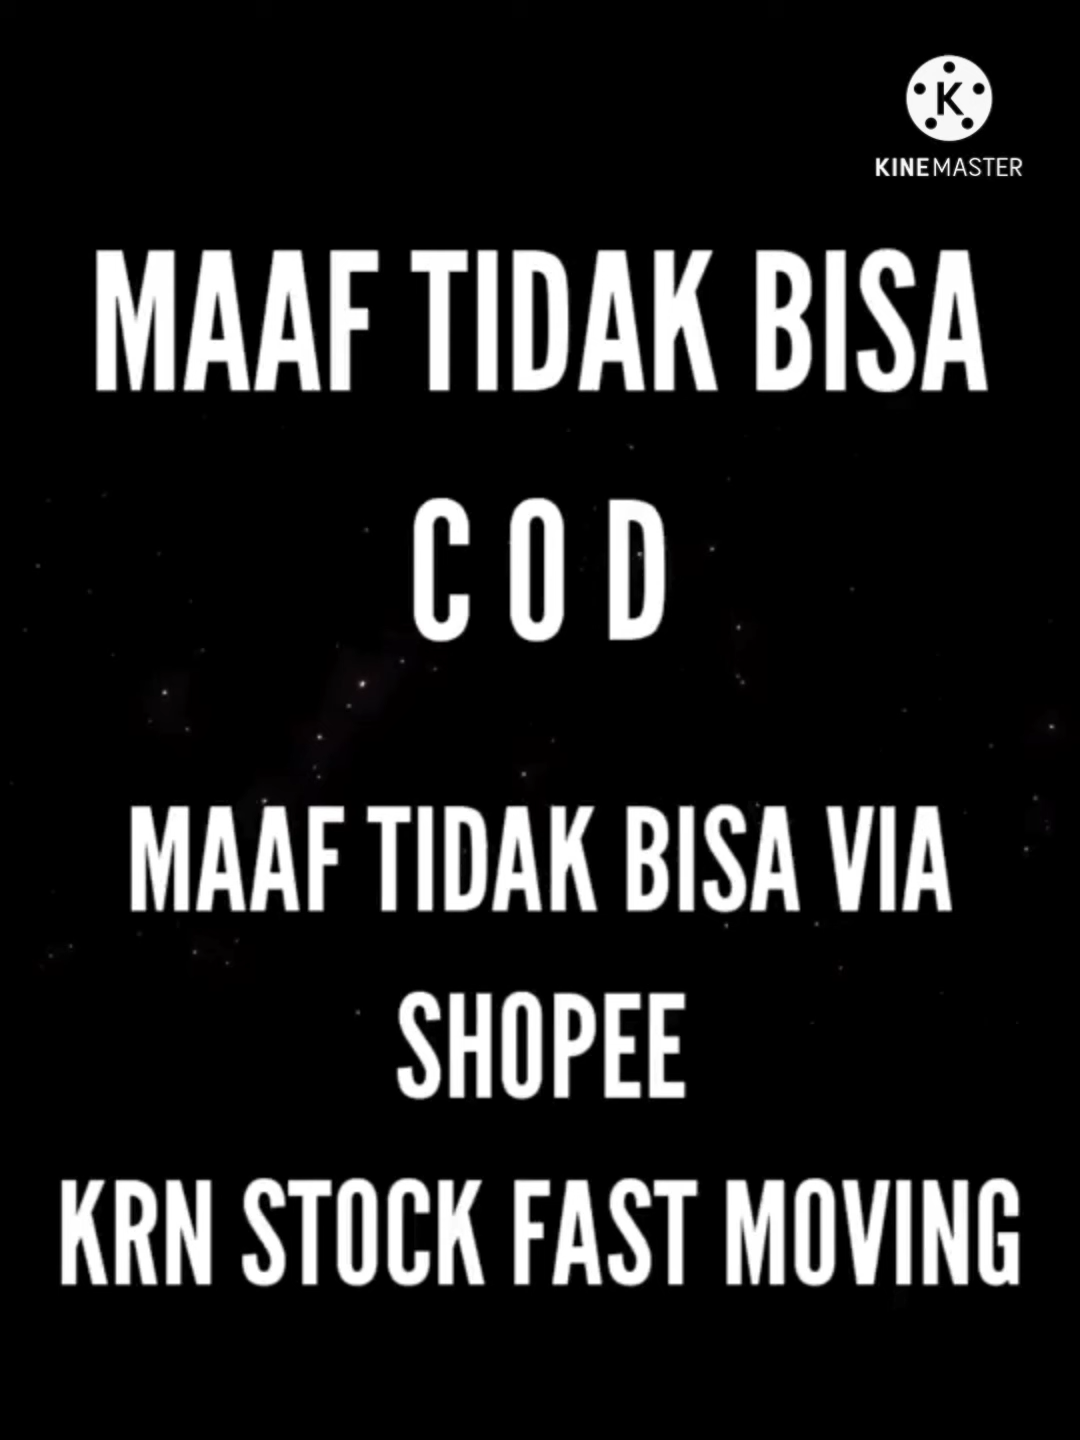 K
KINEMASTER
MAAF TIDAK BISA
C O D
MAAF TIDAK BISA VIA
SHOPEE
KRN STOCK FAST MOVING